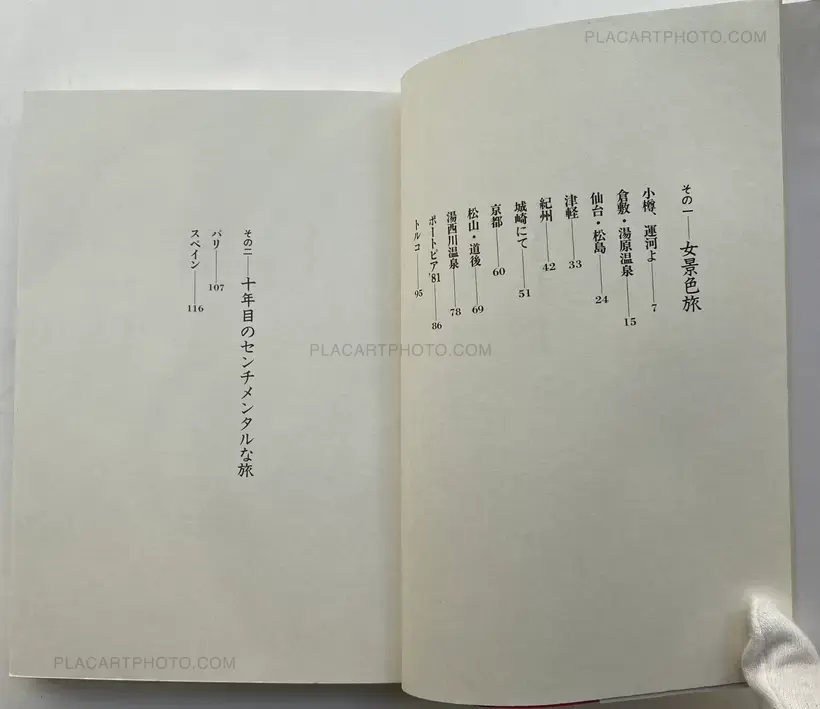 PLACARTPHOTO.COM
その一——女景色旅
小樽、運河よ——7
倉敷・湯原温泉——15
仙台・松島——24
津軽——33
紀州——42
城崎にて——51
京都——60
松山・道後——69
湯西川温泉——78
ポートピア'81——86
トルコ——95
その二——十年目のセンチメンタルな旅
パリ——107
スペイン——116
PLACARTPHOTO.COM
PLACARTPHOTO.COM